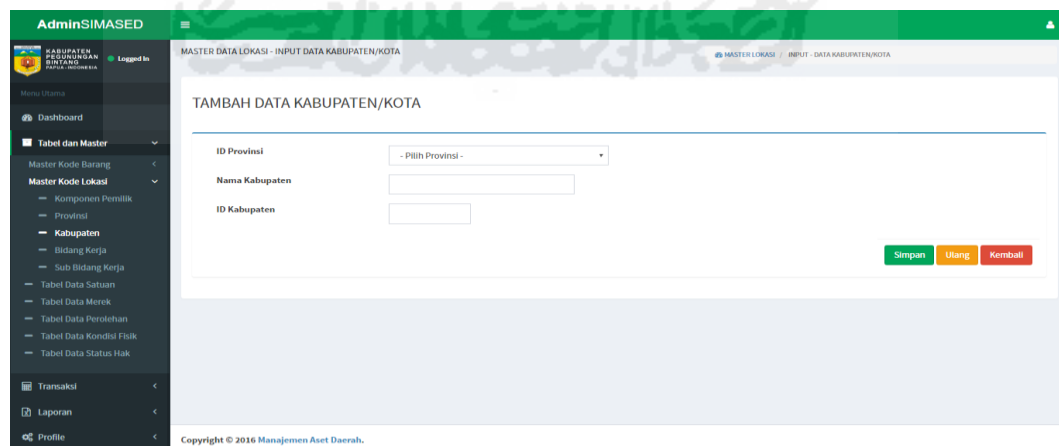 AdminSIMASED
KABUPATEN
PEGUNUNGAN
BINTANG
PAPUA-INDONESIA
Logged In
Menu Utama
Dashboard
Tabel dan Master
Master Kode Barang
Master Kode Lokasi
Komponen Pemilik
Provinsi
Kabupaten
Bidang Kerja
Sub Bidang Kerja
Tabel Data Satuan
Tabel Data Merek
Tabel Data Perolehan
Tabel Data Kondisi Fisik
Tabel Data Status Hak
Transaksi
Laporan
Profile
MASTER DATA LOKASI - INPUT DATA KABUPATEN/KOTA
MASTER LOKASI / INPUT - DATA KABUPATEN/KOTA
TAMBAH DATA KABUPATEN/KOTA
ID Provinsi
- Pilih Provinsi -
Nama Kabupaten
ID Kabupaten
Simpan Ulang Kembali
Copyright © 2016 Manajemen Aset Daerah.